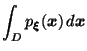 ∫_D p_ξ(x) dx